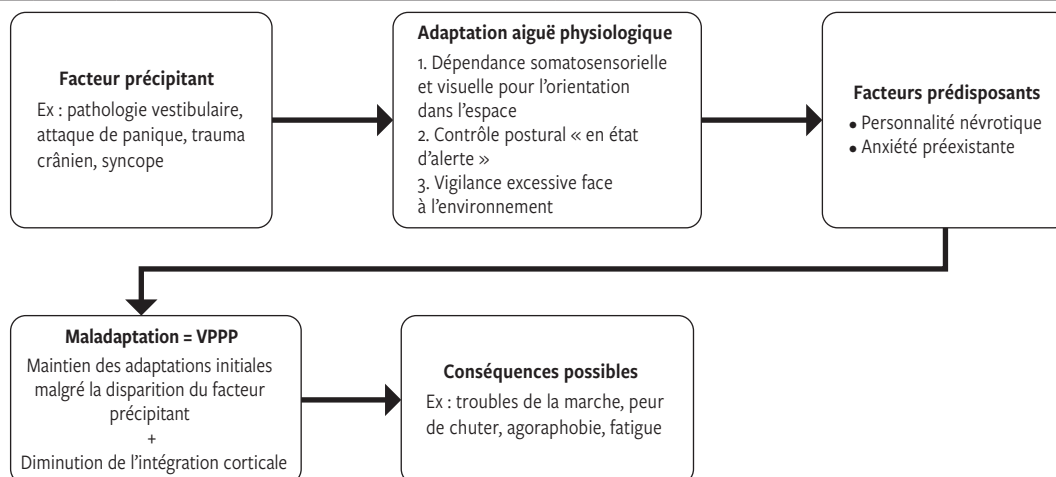 Facteur précipitant
Ex : pathologie vestibulaire,
attaque de panique, trauma
crânien, syncope
Adaptation aiguë physiologique
1. Dépendance somatosensorielle
et visuelle pour l’orientation
dans l’espace
2. Contrôle postural « en état
d’alerte »
3. Vigilance excessive face
à l’environnement
Facteurs prédisposants
• Personnalité névrotique
• Anxiété préexistante
Maladaptation = VPPP
Maintien des adaptations initiales
malgré la disparition du facteur
précipitant
+
Diminution de l’intégration corticale
Conséquences possibles
Ex : troubles de la marche, peur
de chuter, agoraphobie, fatigue